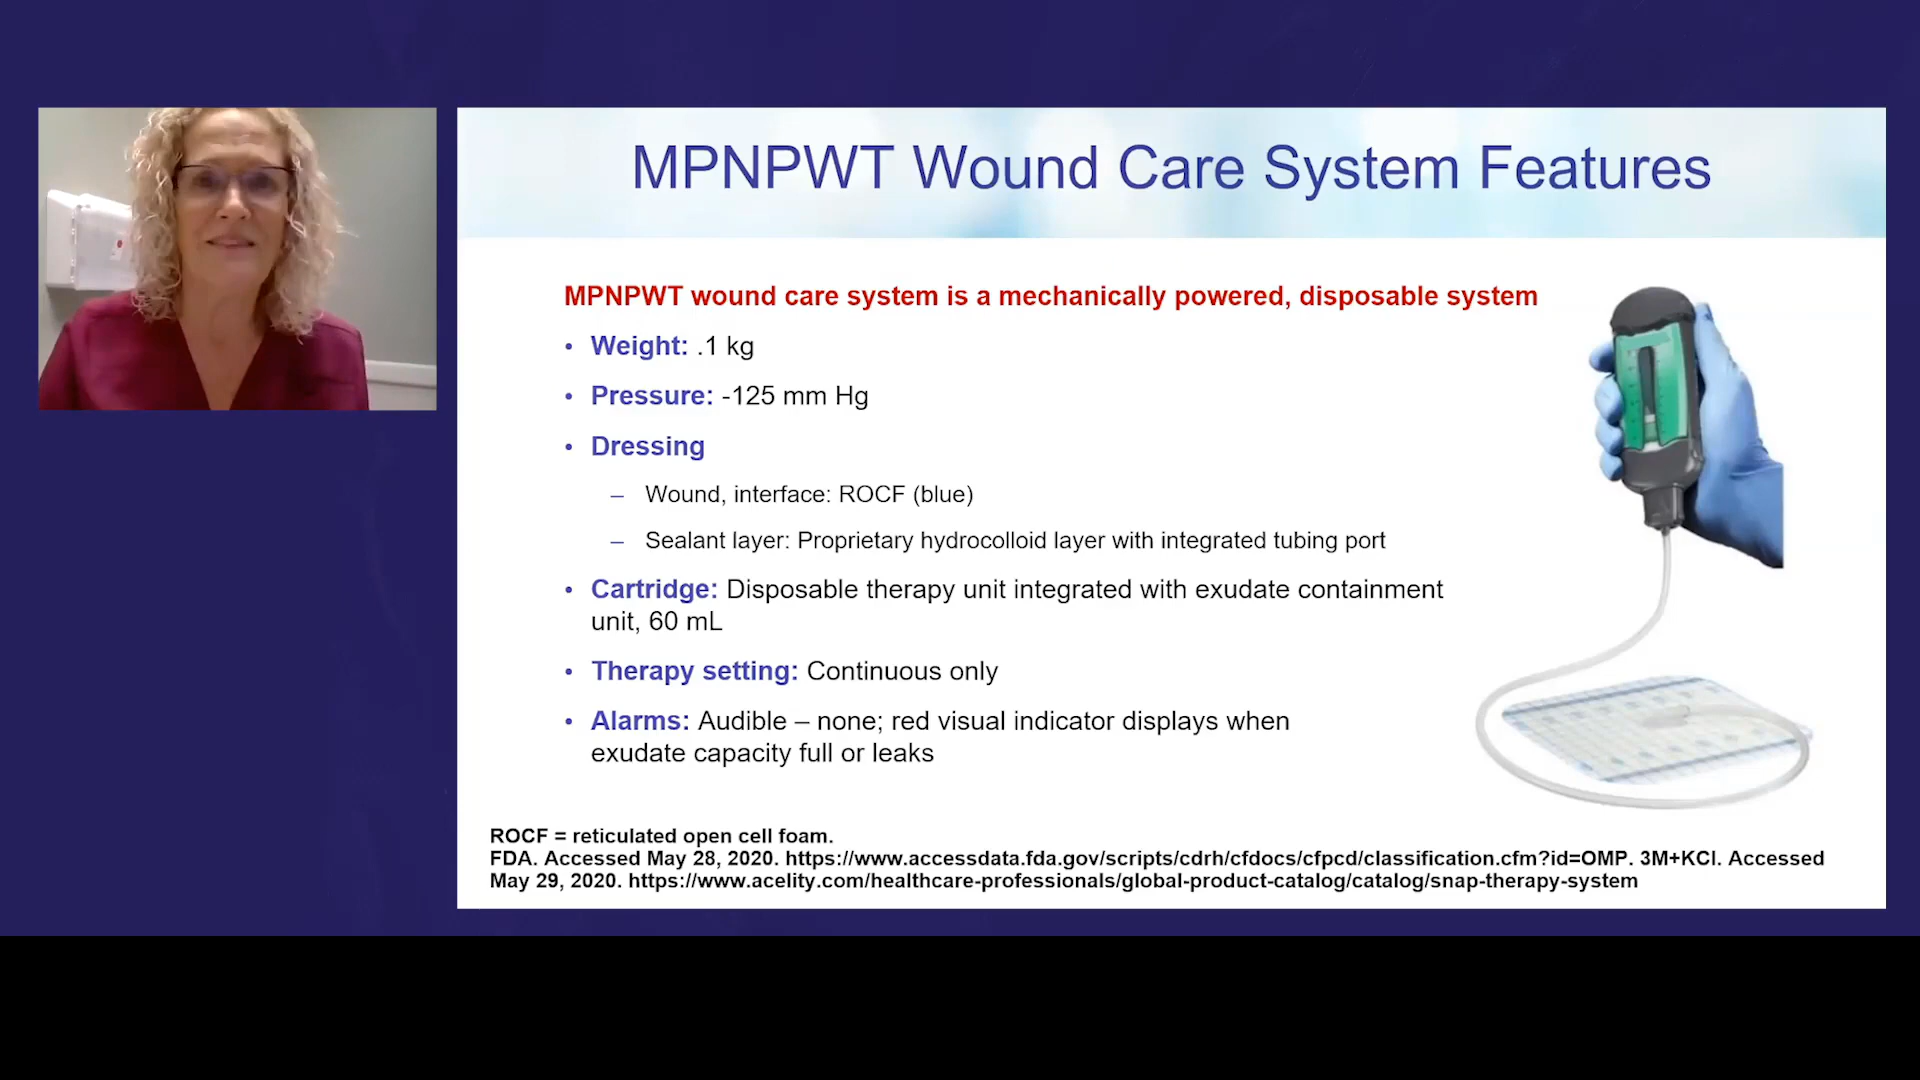 MPNPWT Wound Care System Features
MPNPWT wound care system is a mechanically powered, disposable system
• Weight: .1 kg
• Pressure: -125 mm Hg
• Dressing
– Wound, interface: ROCF (blue)
– Sealant layer: Proprietary hydrocolloid layer with integrated tubing port
• Cartridge: Disposable therapy unit integrated with exudate containment
unit, 60 mL
• Therapy setting: Continuous only
• Alarms: Audible – none; red visual indicator displays when
exudate capacity full or leaks
ROCF = reticulated open cell foam.
FDA. Accessed May 28, 2020. https://www.accessdata.fda.gov/scripts/cdrh/cfdocs/cfpcd/classification.cfm?id=OMP. 3M+KCI. Accessed
May 29, 2020. https://www.acelity.com/healthcare-professionals/global-product-catalog/catalog/snap-therapy-system